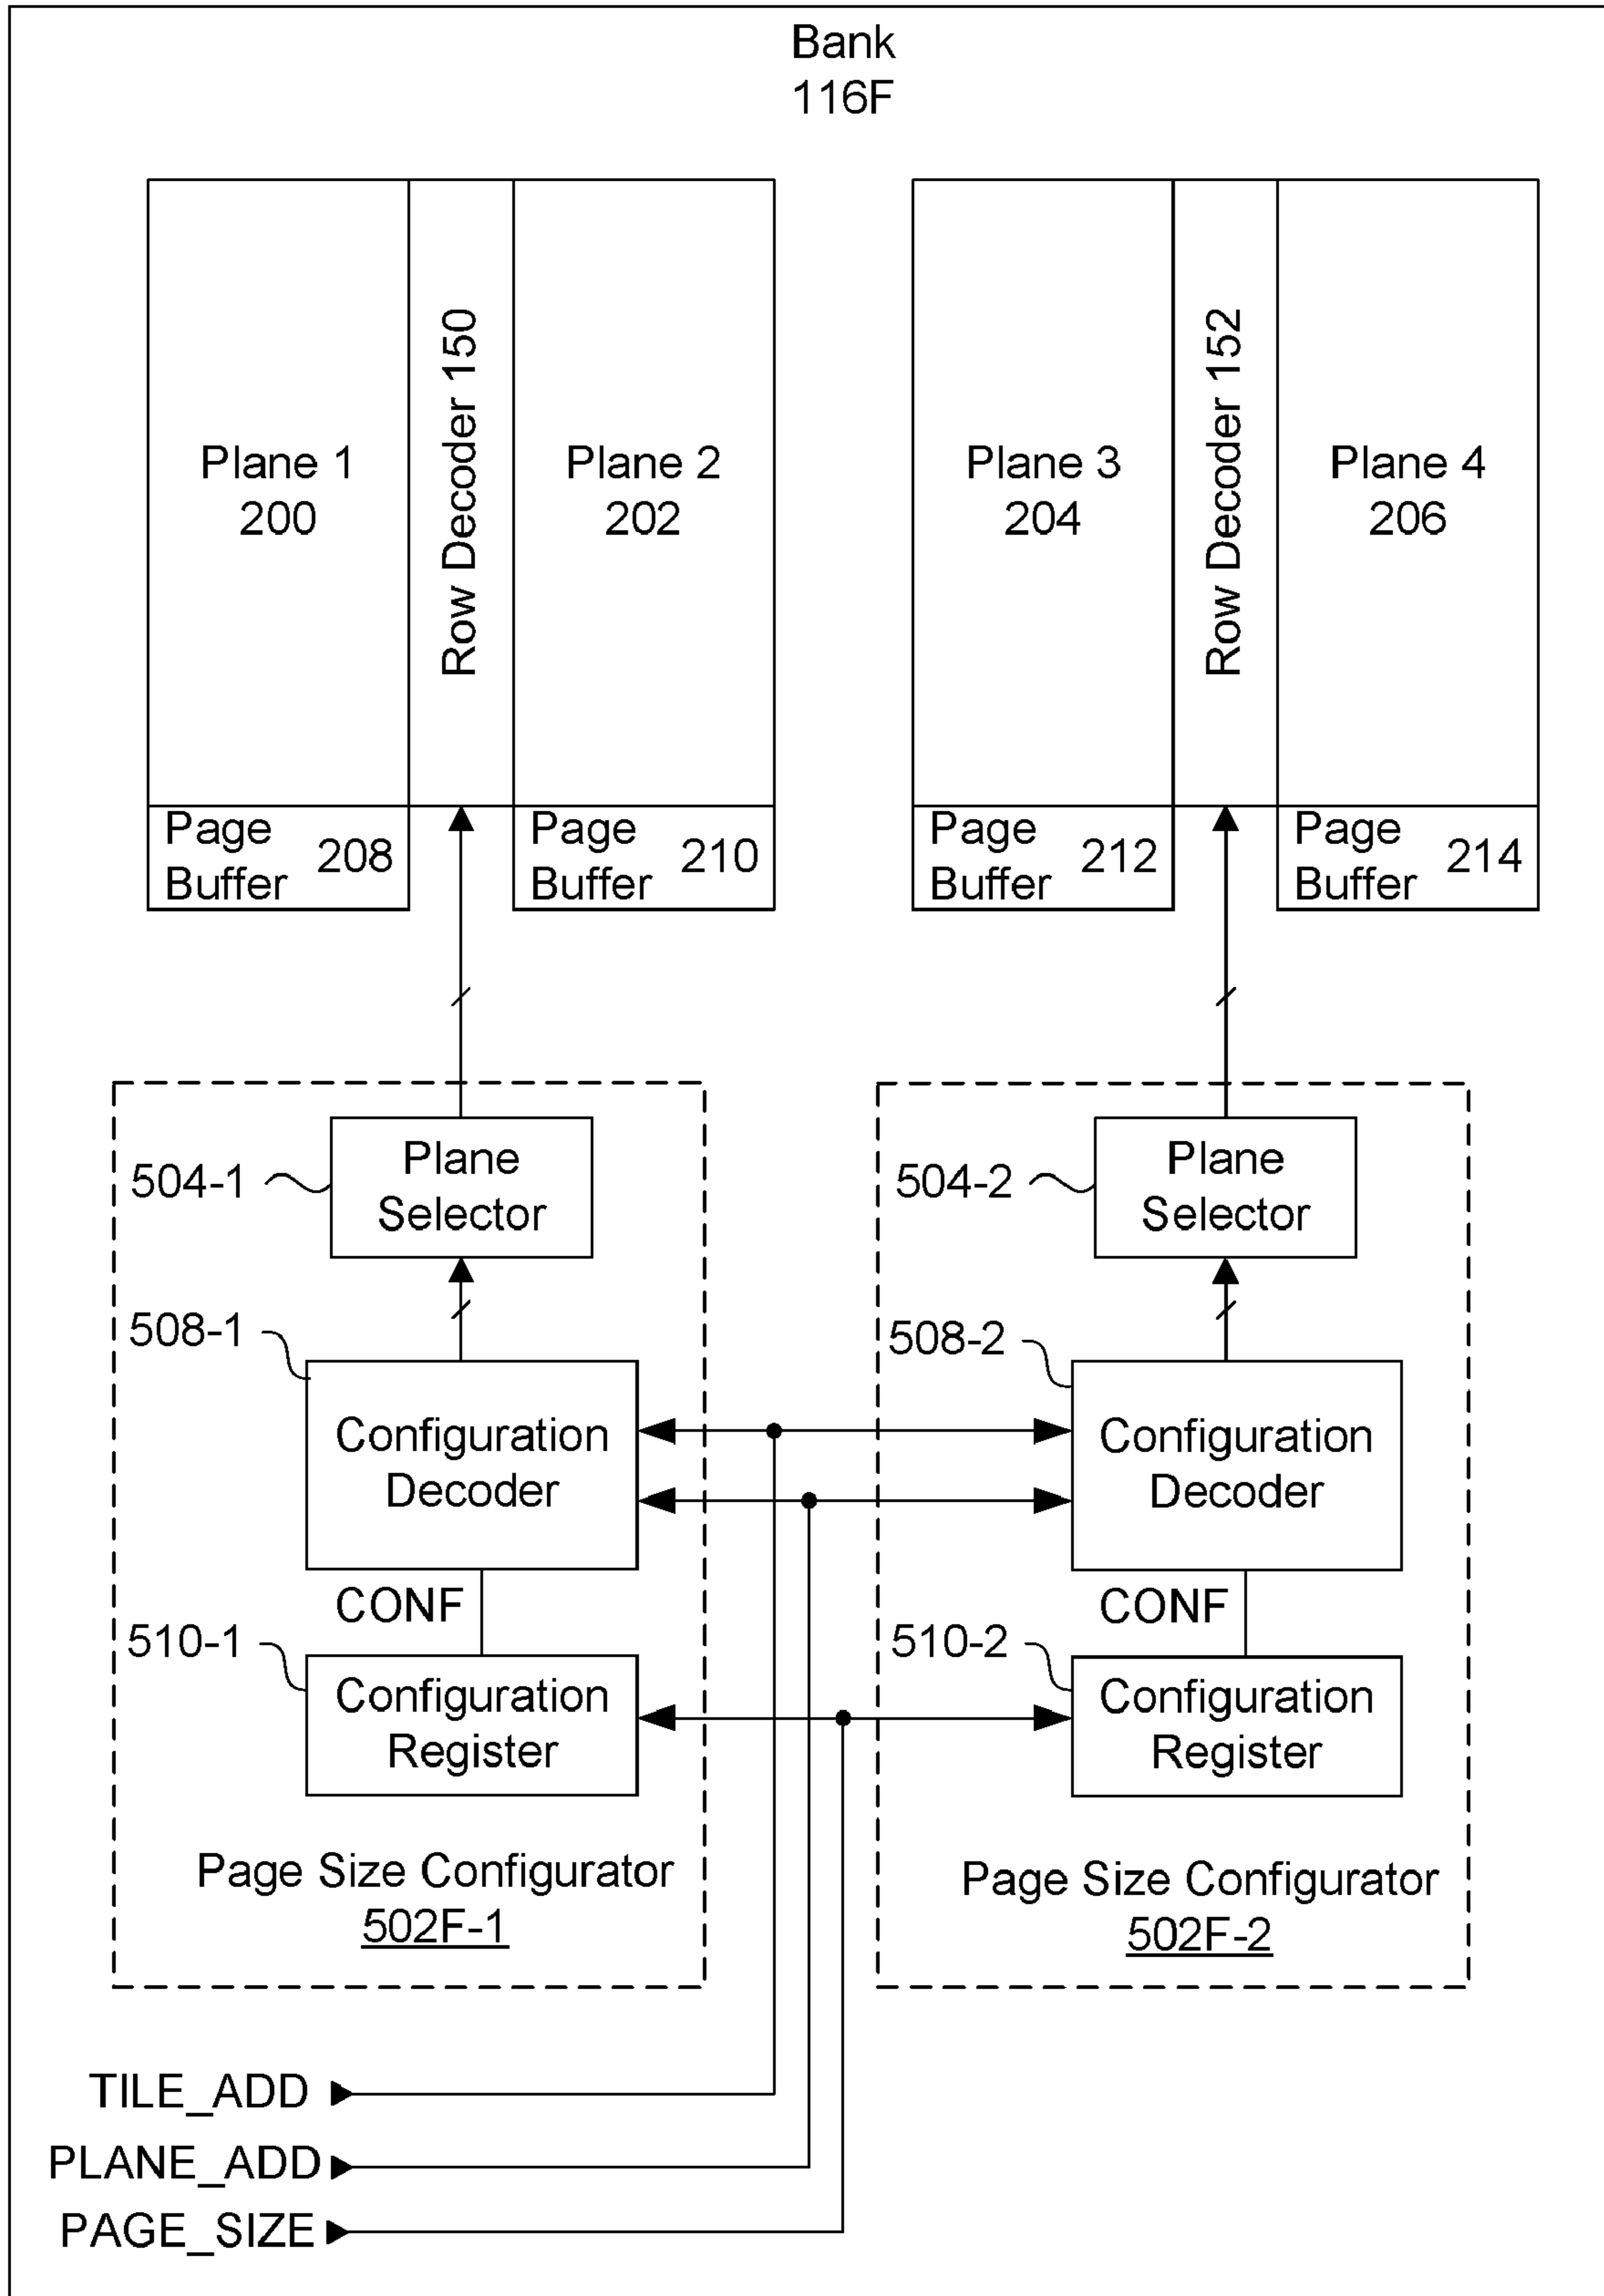 Bank
116F
Plane 1
200
Row Decoder 150
Plane 2
202
Plane 3
204
Row Decoder 152
Plane 4
206
Page
Buffer
208
Page
Buffer
210
Page
Buffer
212
Page
Buffer
214
504-1
Plane
Selector
504-2
Plane
Selector
508-1
Configuration
Decoder
508-2
Configuration
Decoder
CONF
CONF
510-1
Configuration
Register
510-2
Configuration
Register
Page Size Configurator
502F-1
Page Size Configurator
502F-2
TILE_ADD
PLANE_ADD
PAGE_SIZE